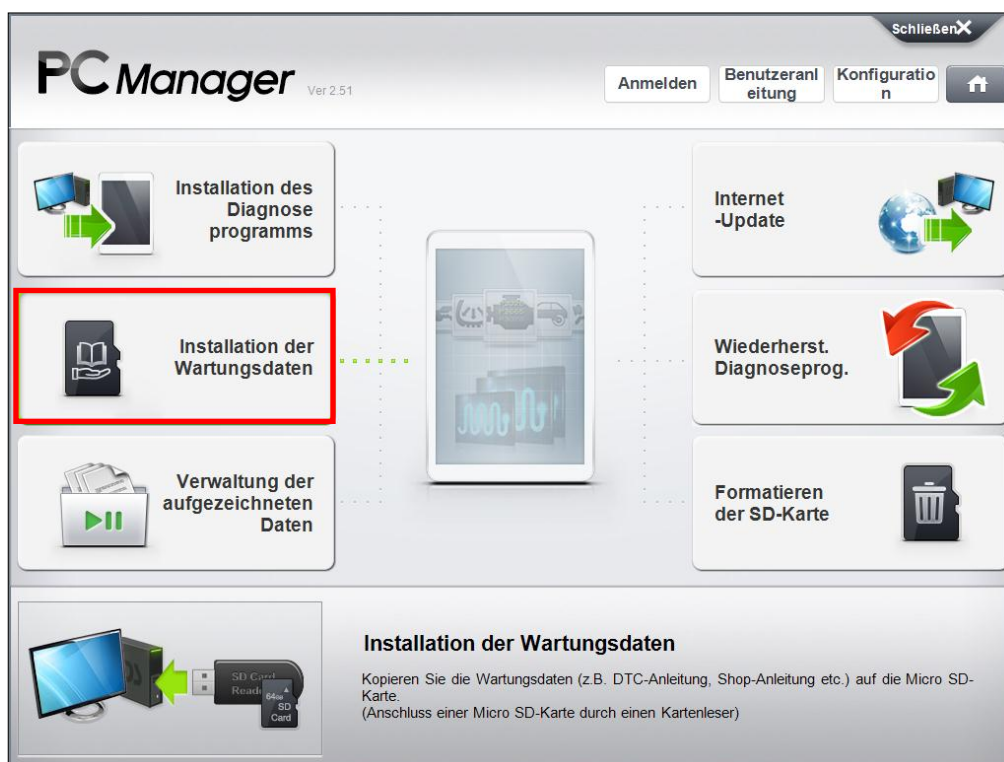 Schließen X
PC Manager Ver 2.51
Anmelden
Benutzeranl
eitung
Konfiguratio
n
Installation des
Diagnose
programms
Internet
-Update
Installation der
Wartungsdaten
Wiederherst.
Diagnoseprog.
Verwaltung der
aufgezeichneten
Daten
Formatieren
der SD-Karte
SD Card
64GB
SD
Card
Installation der Wartungsdaten
Kopieren Sie die Wartungsdaten (z.B. DTC-Anleitung, Shop-Anleitung etc.) auf die Micro SD-
Karte.
(Anschluss einer Micro SD-Karte durch einen Kartenleser)